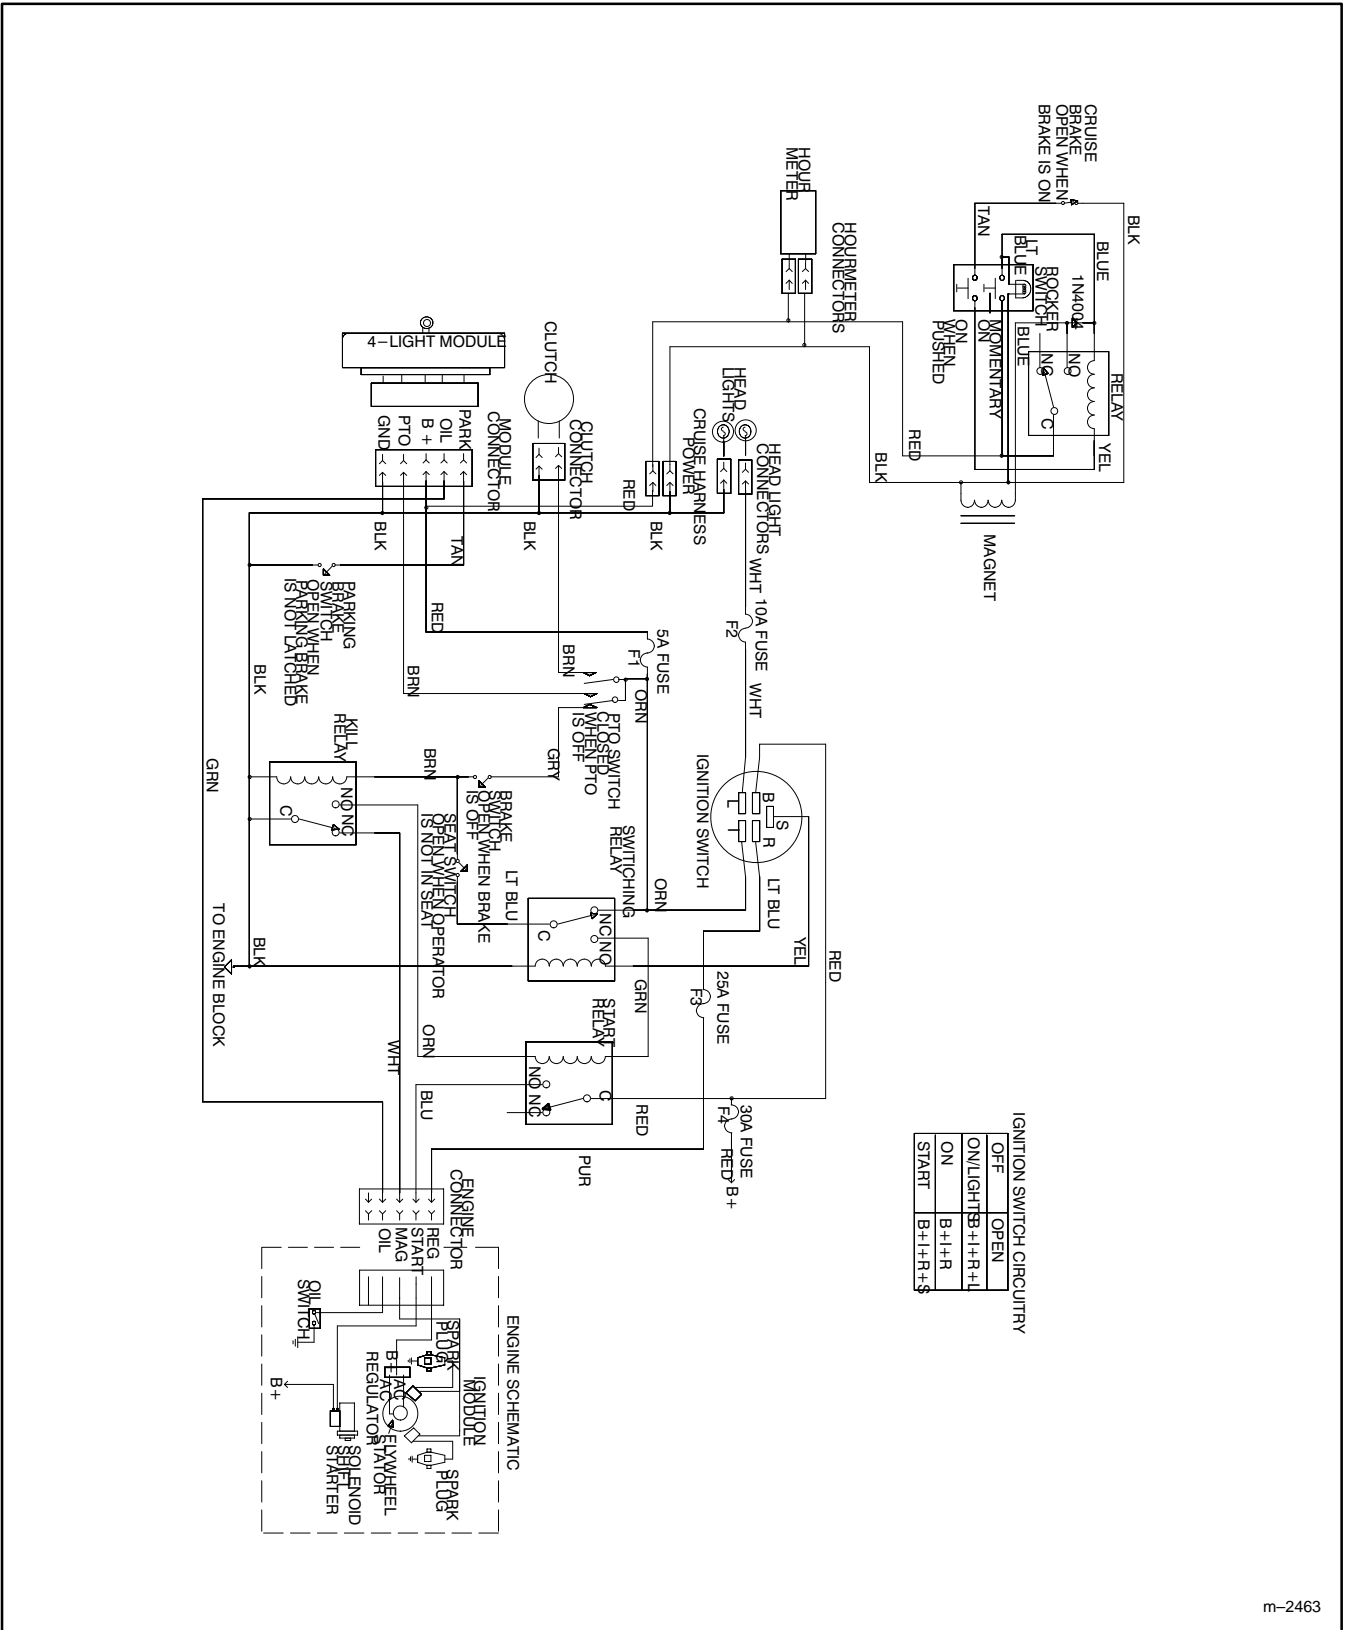 CRUISE
BRAKE
OPEN WHEN
BRAKE IS ON
TAN
BLK
BLUE
LT
BLUE
1N4004
ROCKER
SWITCH
BLUE
ON
WHEN
PUSHED
MOMENTARY
ON
NC
NO
C
RELAY
YEL
RED
BLK
MAGNET
HOUR
METER
HOURMETER
CONNECTORS
4–LIGHT MODULE
CLUTCH
CLUTCH
CONNECTOR
MODULE
CONNECTOR
GND
PTO
B +
OIL
PARK
HEAD
LIGHTS
HEAD LIGHT
CONNECTORS
CRUISE HARNESS
POWER
RED
BLK
BLK
BLK
TAN
WHT
10A FUSE
F2
WHT
PARKING
BRAKE
SWITCH
OPEN WHEN
PARKING BRAKE
IS NOT LATCHED
RED
5A FUSE
F1
BRN
BRN
ORN
BLK
PTO SWITCH
CLOSED
WHEN PTO
IS OFF
GRY
KILL
RELAY
NO
NC
C
BRN
GRN
BRAKE
SWITCH
OPEN WHEN BRAKE
IS OFF
SEAT SWITCH
OPEN WHEN OPERATOR
IS NOT IN SEAT
LT BLU
SWITICHING
RELAY
NC
NO
C
ORN
IGNITION SWITCH
B
L
S
I
R
LT BLU
YEL
RED
TO ENGINE BLOCK
BLK
25A FUSE
F3
GRN
START
RELAY
NO
NC
C
ORN
WHT
BLU
RED
30A FUSE
F4
RED
B +
PUR
IGNITION SWITCH CIRCUITRY
OFF OPEN
ON/LIGHTS B+I+R+L
ON B+I+R
START B+I+R+S
ENGINE
CONNECTOR
REG
START
MAG
OIL
ENGINE SCHEMATIC
OIL
SWITCH
SPARK
PLUG
B+
AC
AC
REGULATOR
IGNITION
MODULE
FLYWHEEL
STATOR
SPARK
PLUG
SOLENOID
SHIFT
STARTER
B+
m–2463